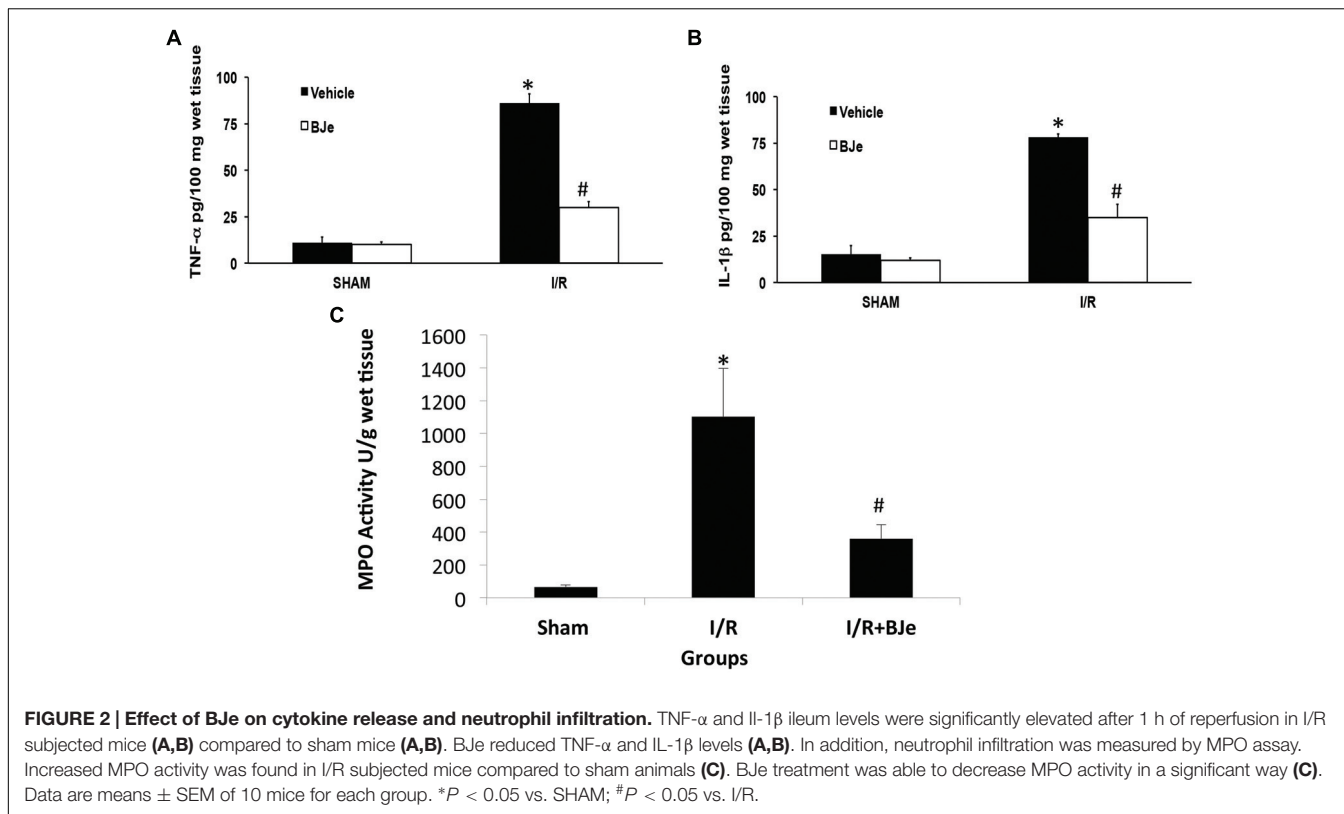 A
TNF-α pg/100 mg wet tissue
100
75
50
25
0
Vehicle
BJe
*
#
SHAM
I/R
B
IL-1β pg/100 mg wet tissue
100
75
50
25
0
Vehicle
BJe
*
#
SHAM
I/R
C
MPO Activity U/g wet tissue
1600
1400
1200
1000
800
600
400
200
0
*
#
Sham
I/R
I/R+BJe
Groups
FIGURE 2 | Effect of BJe on cytokine release and neutrophil infiltration. TNF-α and Il-1β ileum levels were significantly elevated after 1 h of reperfusion in I/R
subjected mice (A,B) compared to sham mice (A,B). BJe reduced TNF-α and IL-1β levels (A,B). In addition, neutrophil infiltration was measured by MPO assay.
Increased MPO activity was found in I/R subjected mice compared to sham animals (C). BJe treatment was able to decrease MPO activity in a significant way (C).
Data are means ± SEM of 10 mice for each group. *P < 0.05 vs. SHAM; #P < 0.05 vs. I/R.